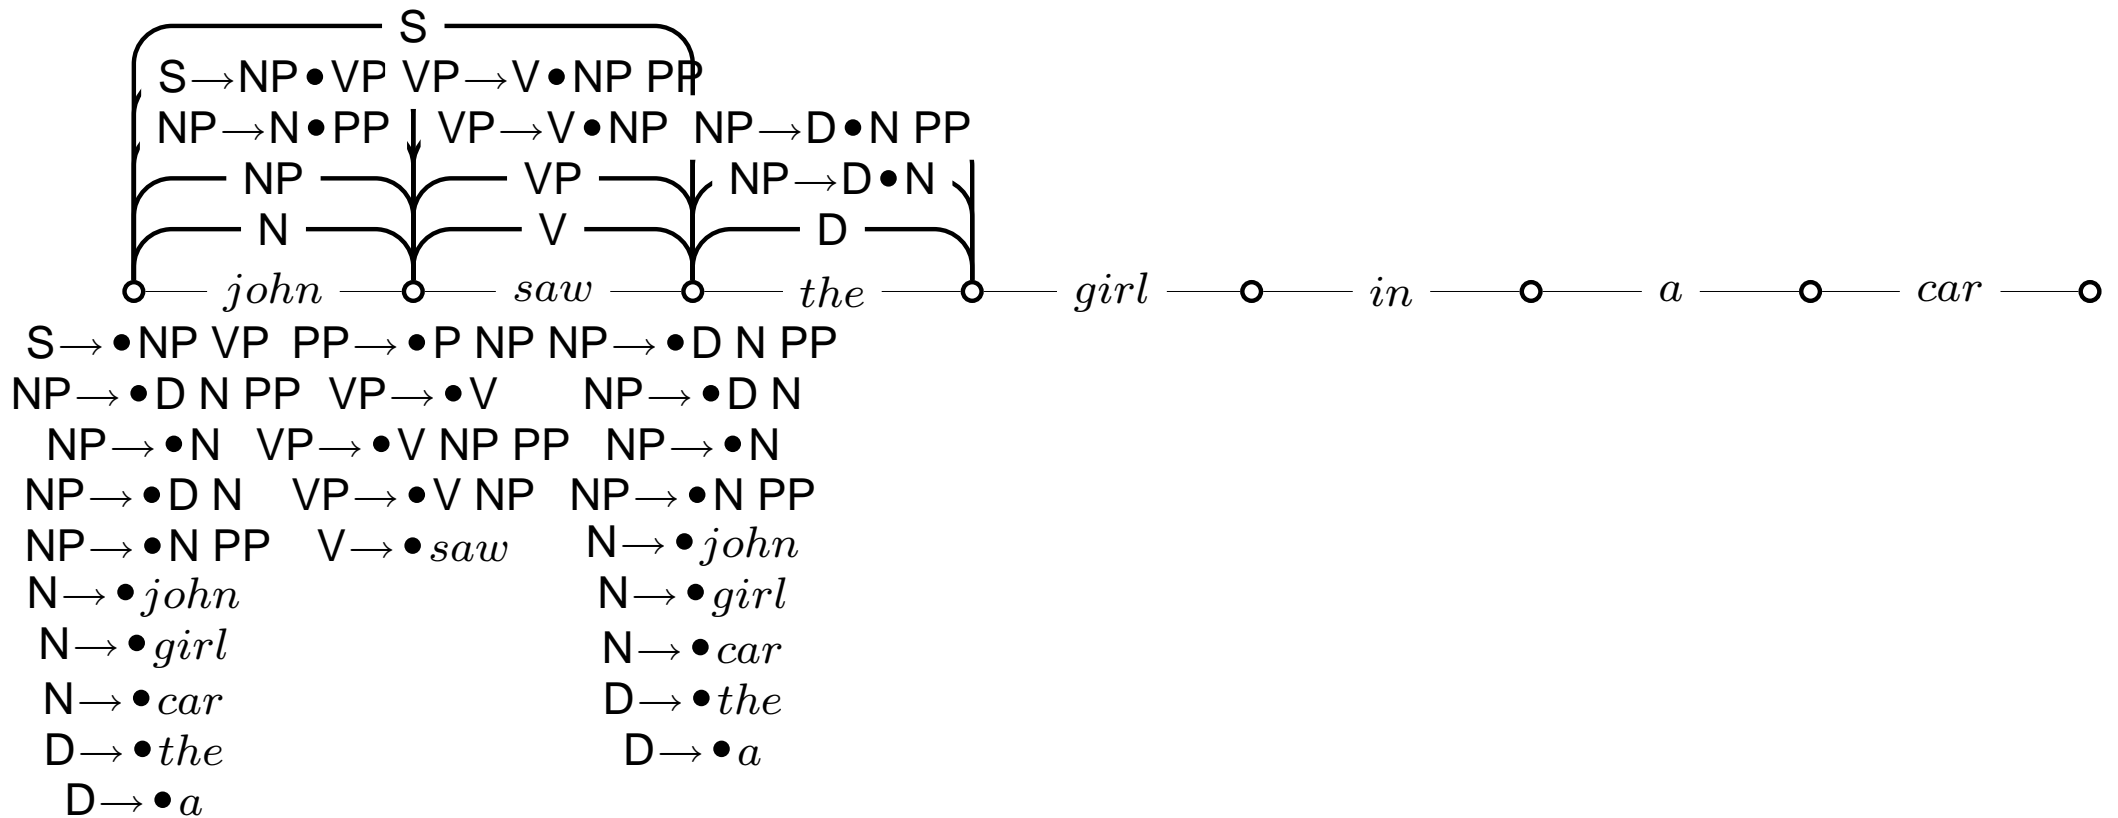 S
S→NP•VP VP→V•NP PP
NP→N•PP VP→V•NP NP→D•N PP
NP VP NP→D•N
N V D
john saw the girl in a car
S→•NP VP PP→•P NP NP→•D N PP
NP→•D N PP VP→•V NP→•D N
NP→•N VP→•V NP PP NP→•N
NP→•D N VP→•V NP NP→•N PP
NP→•N PP V→•saw N→•john
N→•john N→•girl
N→•girl N→•car
N→•car D→•the
D→•the D→•a
D→•a